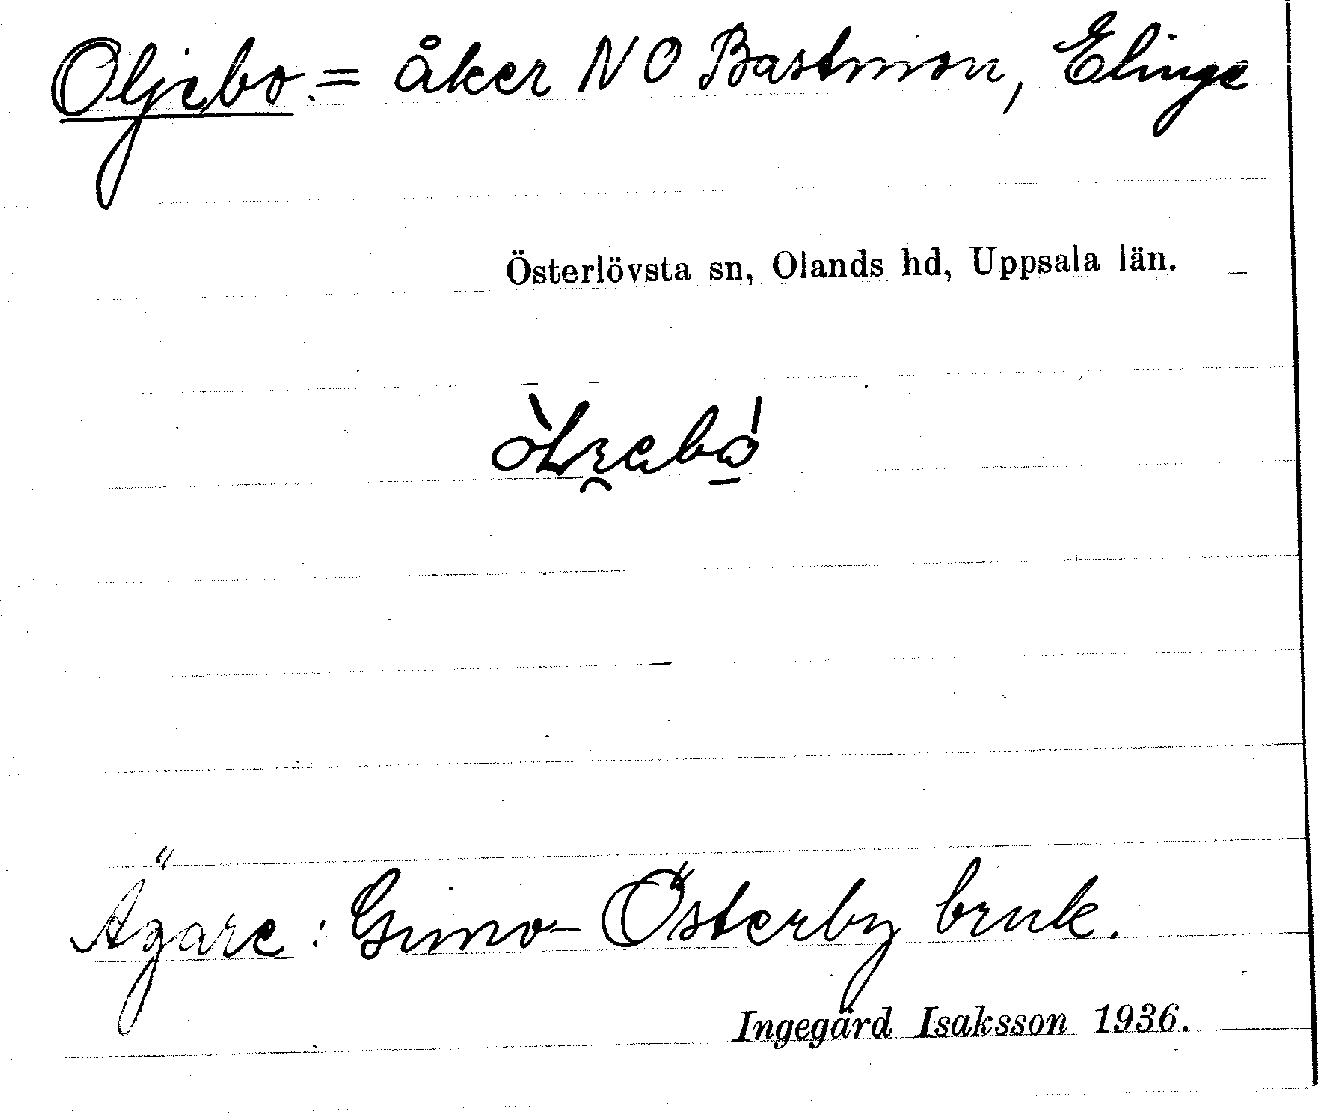 Oljebo = åker NO Bastmon, Elinge
Österlövsta sn, Olands hd, Uppsala län.
Ägare: Gimo-Österby bruk.
Ingegärd Isaksson 1936.